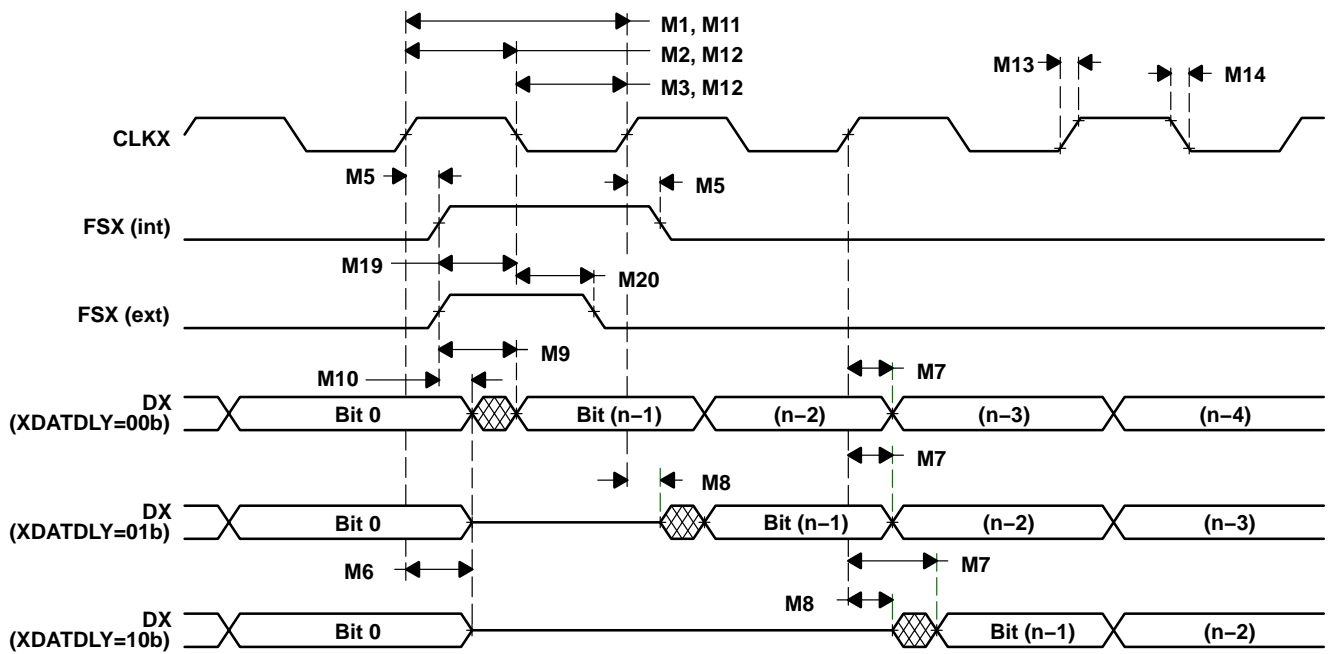 M1, M11
M2, M12
M3, M12
M13
M14
CLKX
M5
M5
FSX (int)
M19
M20
FSX (ext)
M9
M10
M7
DX
(XDATDLY=00b)
Bit 0
Bit (n−1)
(n−2)
(n−3)
(n−4)
M7
M8
DX
(XDATDLY=01b)
Bit 0
Bit (n−1)
(n−2)
(n−3)
M6
M7
M8
DX
(XDATDLY=10b)
Bit 0
Bit (n−1)
(n−2)